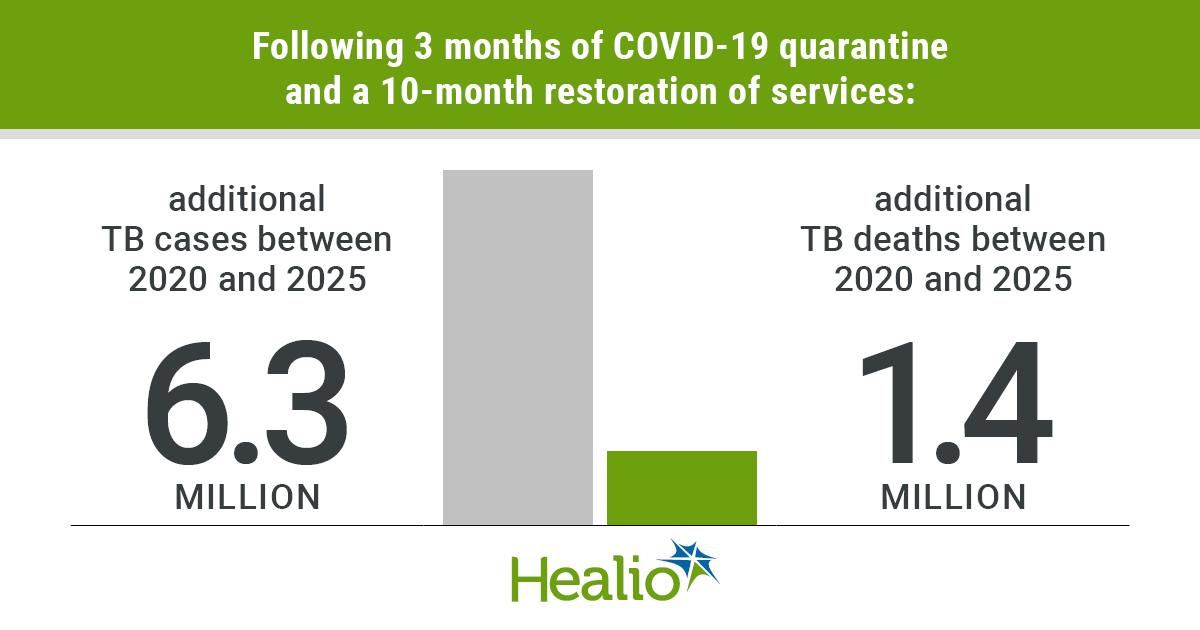 Following 3 months of COVID-19 quarantine
and a 10-month restoration of services:
additional
TB cases between
2020 and 2025
6.3
MILLION
additional
TB deaths between
2020 and 2025
1.4
MILLION
Healio